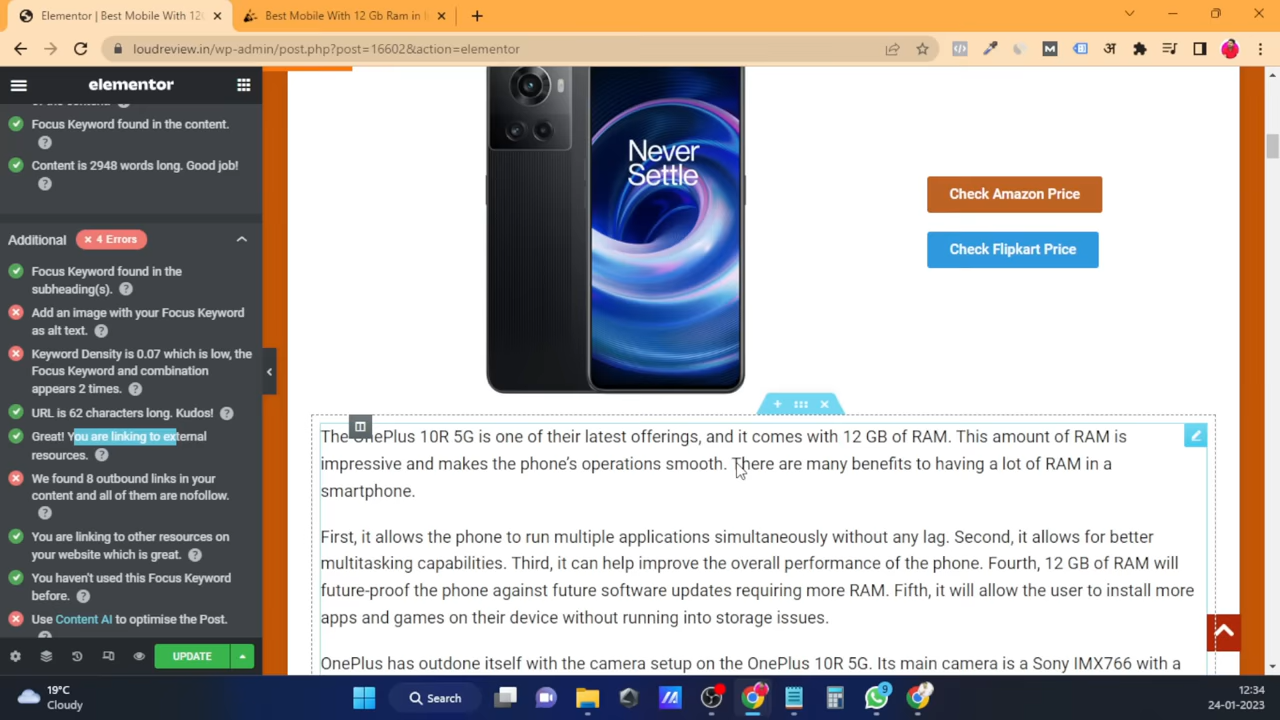 Elementor | Best Mobile With 12
Best Mobile With 12 Gb Ram in I
loudreview.in/wp-admin/post.php?post=16602&action=elementor
elementor
Focus Keyword found in the content.
Content is 2948 words long. Good job!
Additional
4 Errors
Focus Keyword found in the
subheading(s).
Add an image with your Focus Keyword
as alt text.
Keyword Density is 0.07 which is low, the
Focus Keyword and combination
appears 2 times.
URL is 62 characters long. Kudos!
Great! You are linking to external
resources.
We found 8 outbound links in your
content and all of them are nofollow.
You are linking to other resources on
your website which is great.
You haven't used this Focus Keyword
before.
Use Content AI to optimise the Post.
UPDATE
Never
Settle
Check Amazon Price
Check Flipkart Price
The OnePlus 10R 5G is one of their latest offerings, and it comes with 12 GB of RAM. This amount of RAM is
impressive and makes the phone's operations smooth. There are many benefits to having a lot of RAM in a
smartphone.
First, it allows the phone to run multiple applications simultaneously without any lag. Second, it allows for better
multitasking capabilities. Third, it can help improve the overall performance of the phone. Fourth, 12 GB of RAM will
future-proof the phone against future software updates requiring more RAM. Fifth, it will allow the user to install more
apps and games on their device without running into storage issues.
OnePlus has outdone itself with the camera setup on the OnePlus 10R 5G. Its main camera is a Sony IMX766 with a
19°C
Cloudy
Search
9
12:34
24-01-2023